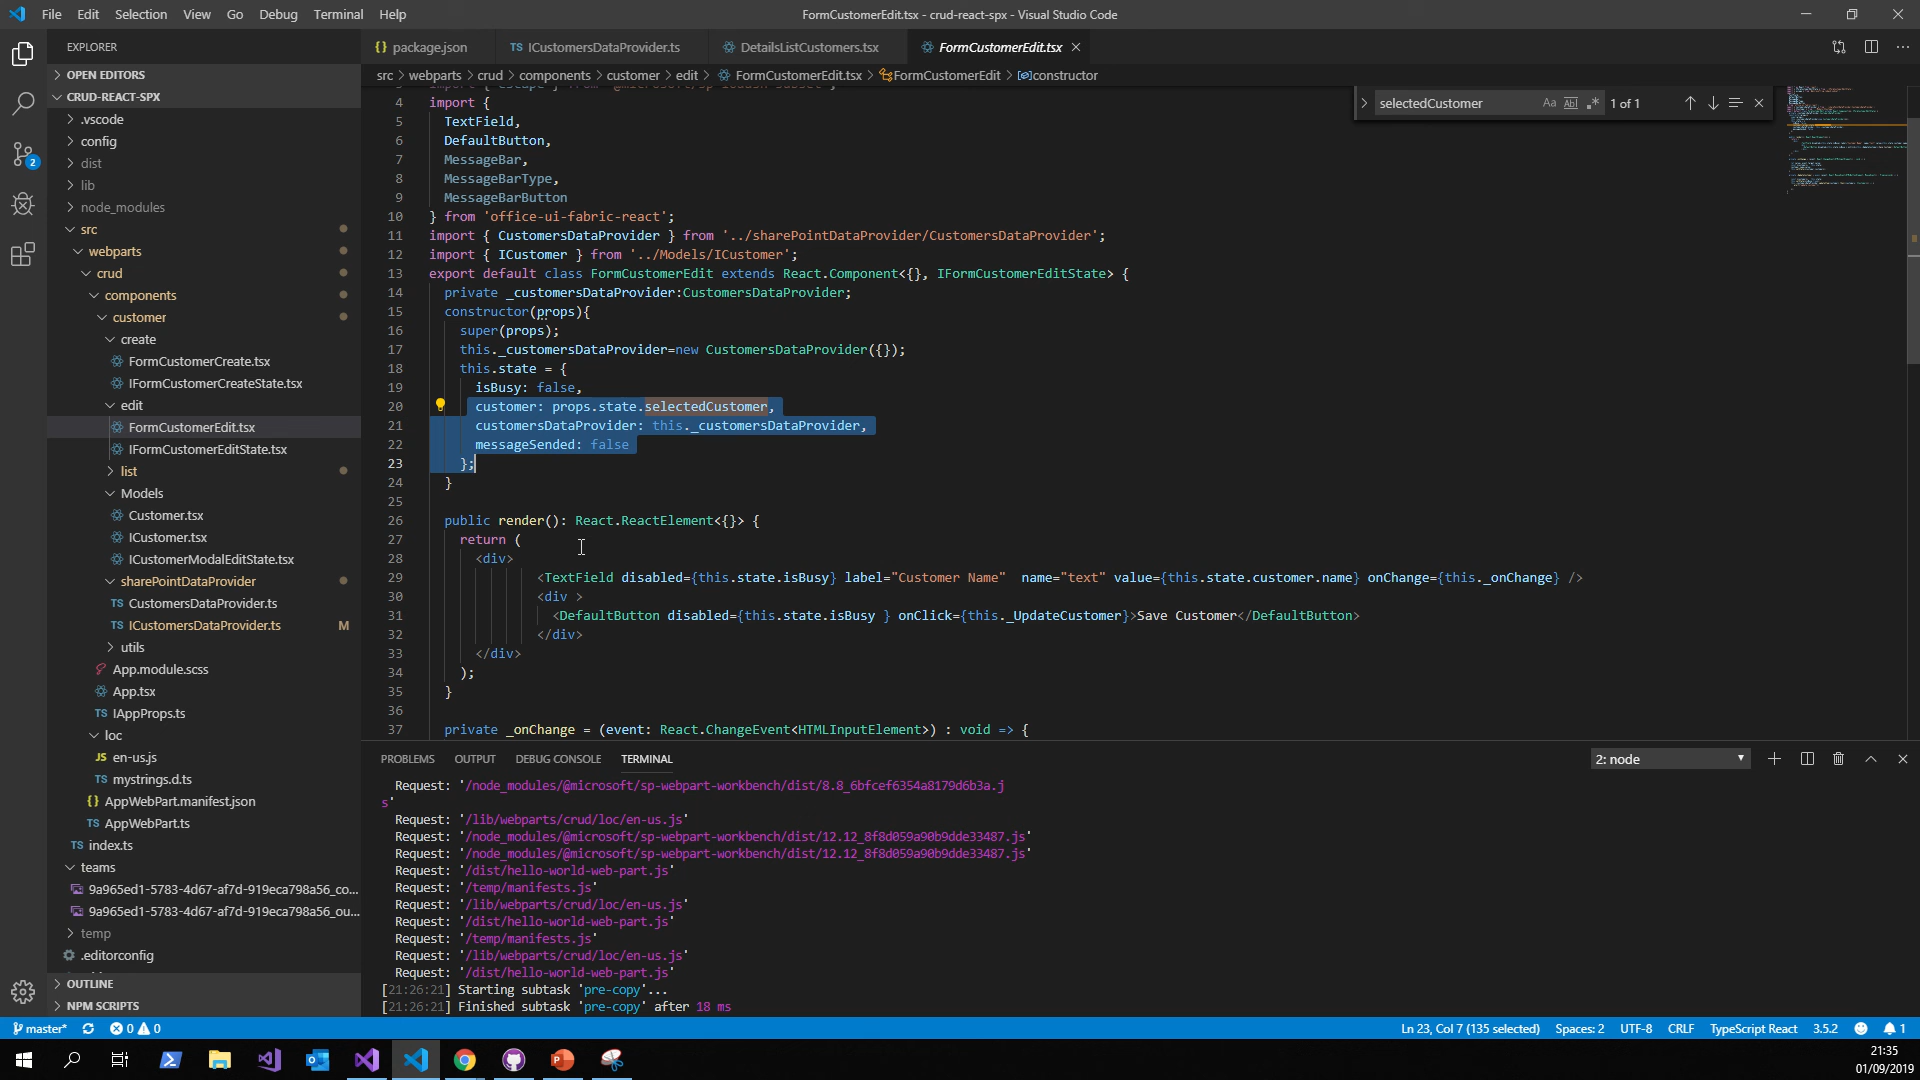 File Edit Selection View Go Debug Terminal Help
FormCustomerEdit.tsx - crud-react-spx - Visual Studio Code
EXPLORER
OPEN EDITORS
CRUD-REACT-SPX
.vscode
config
dist
lib
node_modules
src
webparts
crud
components
customer
create
FormCustomerCreate.tsx
IFormCustomerCreateState.tsx
edit
FormCustomerEdit.tsx
IFormCustomerEditState.tsx
list
Models
Customer.tsx
ICustomer.tsx
ICustomerModalEditState.tsx
sharePointDataProvider
TS CustomersDataProvider.ts
TS ICustomersDataProvider.ts M
utils
App.module.scss
App.tsx
TS IAppProps.ts
loc
JS en-us.js
TS mystrings.d.ts
{} AppWebPart.manifest.json
TS AppWebPart.ts
TS index.ts
teams
9a965ed1-5783-4d67-af7d-919eca798a56_co...
9a965ed1-5783-4d67-af7d-919eca798a56_ou...
temp
.editorconfig
OUTLINE
NPM SCRIPTS
{} package.json TS ICustomersDataProvider.ts DetailsListCustomers.tsx FormCustomerEdit.tsx
src > webparts > crud > components > customer > edit > FormCustomerEdit.tsx > FormCustomerEdit > constructor
selectedCustomer Aa Abl .* 1 of 1
4 import {
5 TextField,
6 DefaultButton,
7 MessageBar,
8 MessageBarType,
9 MessageBarButton
10 } from 'office-ui-fabric-react';
11 import { CustomersDataProvider } from '../sharePointDataProvider/CustomersDataProvider';
12 import { ICustomer } from '../Models/ICustomer';
13 export default class FormCustomerEdit extends React.Component<{}, IFormCustomerEditState> {
14 private _customersDataProvider:CustomersDataProvider;
15 constructor(props){
16 super(props);
17 this._customersDataProvider=new CustomersDataProvider({});
18 this.state = {
19 isBusy: false,
20 customer: props.state.selectedCustomer,
21 customersDataProvider: this._customersDataProvider,
22 messageSended: false
23 };
24 }
25
26 public render(): React.ReactElement<{}> {
27 return (
28 <div>
29 <TextField disabled={this.state.isBusy} label="Customer Name" name="text" value={this.state.customer.name} onChange={this._onChange} />
30 <div >
31 <DefaultButton disabled={this.state.isBusy } onClick={this._UpdateCustomer}>Save Customer</DefaultButton>
32 </div>
33 </div>
34 );
35 }
36
37 private _onChange = (event: React.ChangeEvent<HTMLInputElement>) : void => {
PROBLEMS OUTPUT DEBUG CONSOLE TERMINAL 2: node
Request: '/node_modules/@microsoft/sp-webpart-workbench/dist/8.8_6bfcef6354a8179d6b3a.j
s'
Request: '/lib/webparts/crud/loc/en-us.js'
Request: '/node_modules/@microsoft/sp-webpart-workbench/dist/12.12_8f8d059a90b9dde33487.js'
Request: '/node_modules/@microsoft/sp-webpart-workbench/dist/12.12_8f8d059a90b9dde33487.js'
Request: '/dist/hello-world-web-part.js'
Request: '/temp/manifests.js'
Request: '/lib/webparts/crud/loc/en-us.js'
Request: '/dist/hello-world-web-part.js'
Request: '/temp/manifests.js'
Request: '/lib/webparts/crud/loc/en-us.js'
Request: '/dist/hello-world-web-part.js'
[21:26:21] Starting subtask 'pre-copy'...
[21:26:21] Finished subtask 'pre-copy' after 18 ms
master* 0 0 Ln 23, Col 7 (135 selected) Spaces: 2 UTF-8 CRLF TypeScript React 3.5.2 1
21:35
01/09/2019